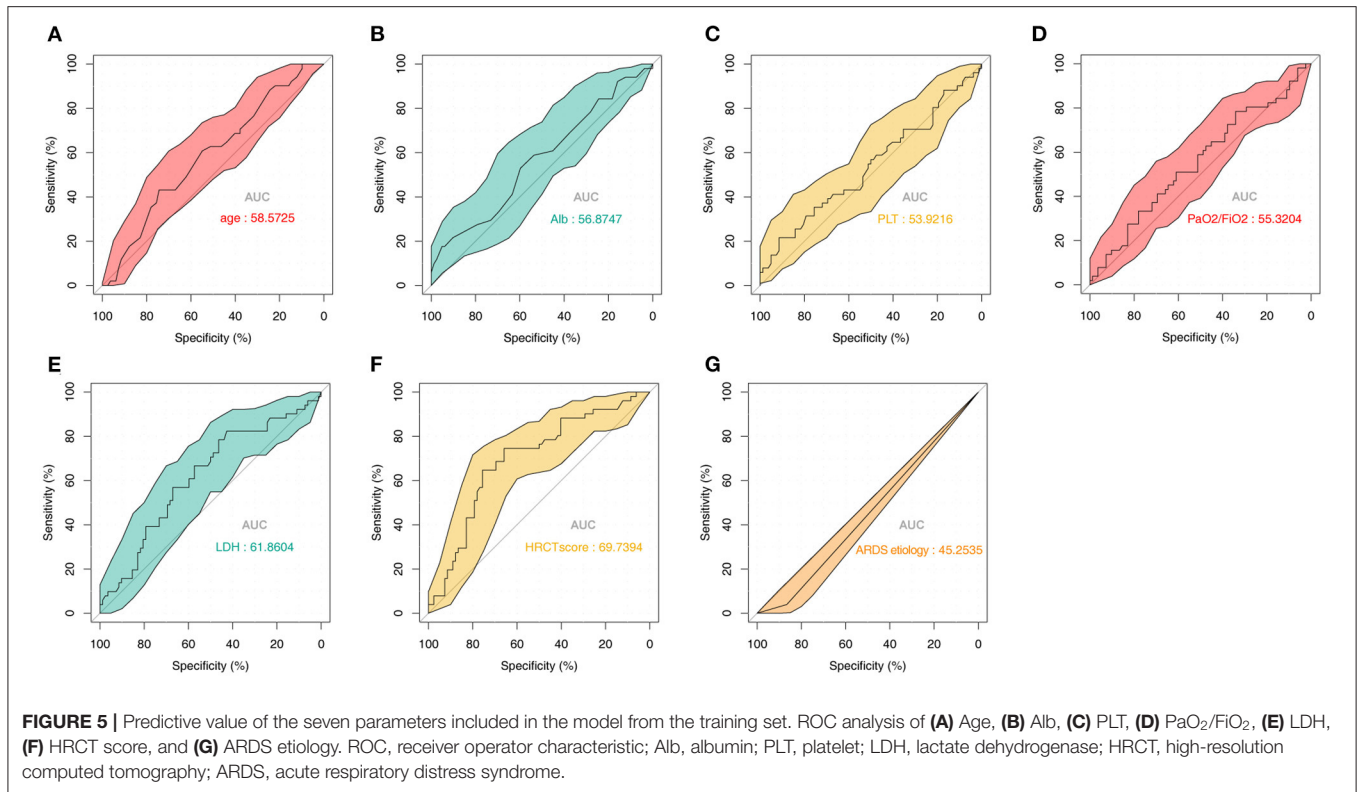 A
Sensitivity (%)
100
80
60
40
20
0
AUC
age : 58.5725
100 80 60 40 20 0
Specificity (%)
B
Sensitivity (%)
100
80
60
40
20
0
AUC
Alb : 56.8747
100 80 60 40 20 0
Specificity (%)
C
Sensitivity (%)
100
80
60
40
20
0
AUC
PLT : 53.9216
100 80 60 40 20 0
Specificity (%)
D
Sensitivity (%)
100
80
60
40
20
0
AUC
PaO2/FiO2 : 55.3204
100 80 60 40 20 0
Specificity (%)
E
Sensitivity (%)
100
80
60
40
20
0
AUC
LDH : 61.8604
100 80 60 40 20 0
Specificity (%)
F
Sensitivity (%)
100
80
60
40
20
0
AUC
HRCTscore : 69.7394
100 80 60 40 20 0
Specificity (%)
G
Sensitivity (%)
100
80
60
40
20
0
AUC
ARDS etiology : 45.2535
100 80 60 40 20 0
Specificity (%)
FIGURE 5 | Predictive value of the seven parameters included in the model from the training set. ROC analysis of (A) Age, (B) Alb, (C) PLT, (D) PaO₂/FiO₂, (E) LDH,
(F) HRCT score, and (G) ARDS etiology. ROC, receiver operator characteristic; Alb, albumin; PLT, platelet; LDH, lactate dehydrogenase; HRCT, high-resolution
computed tomography; ARDS, acute respiratory distress syndrome.